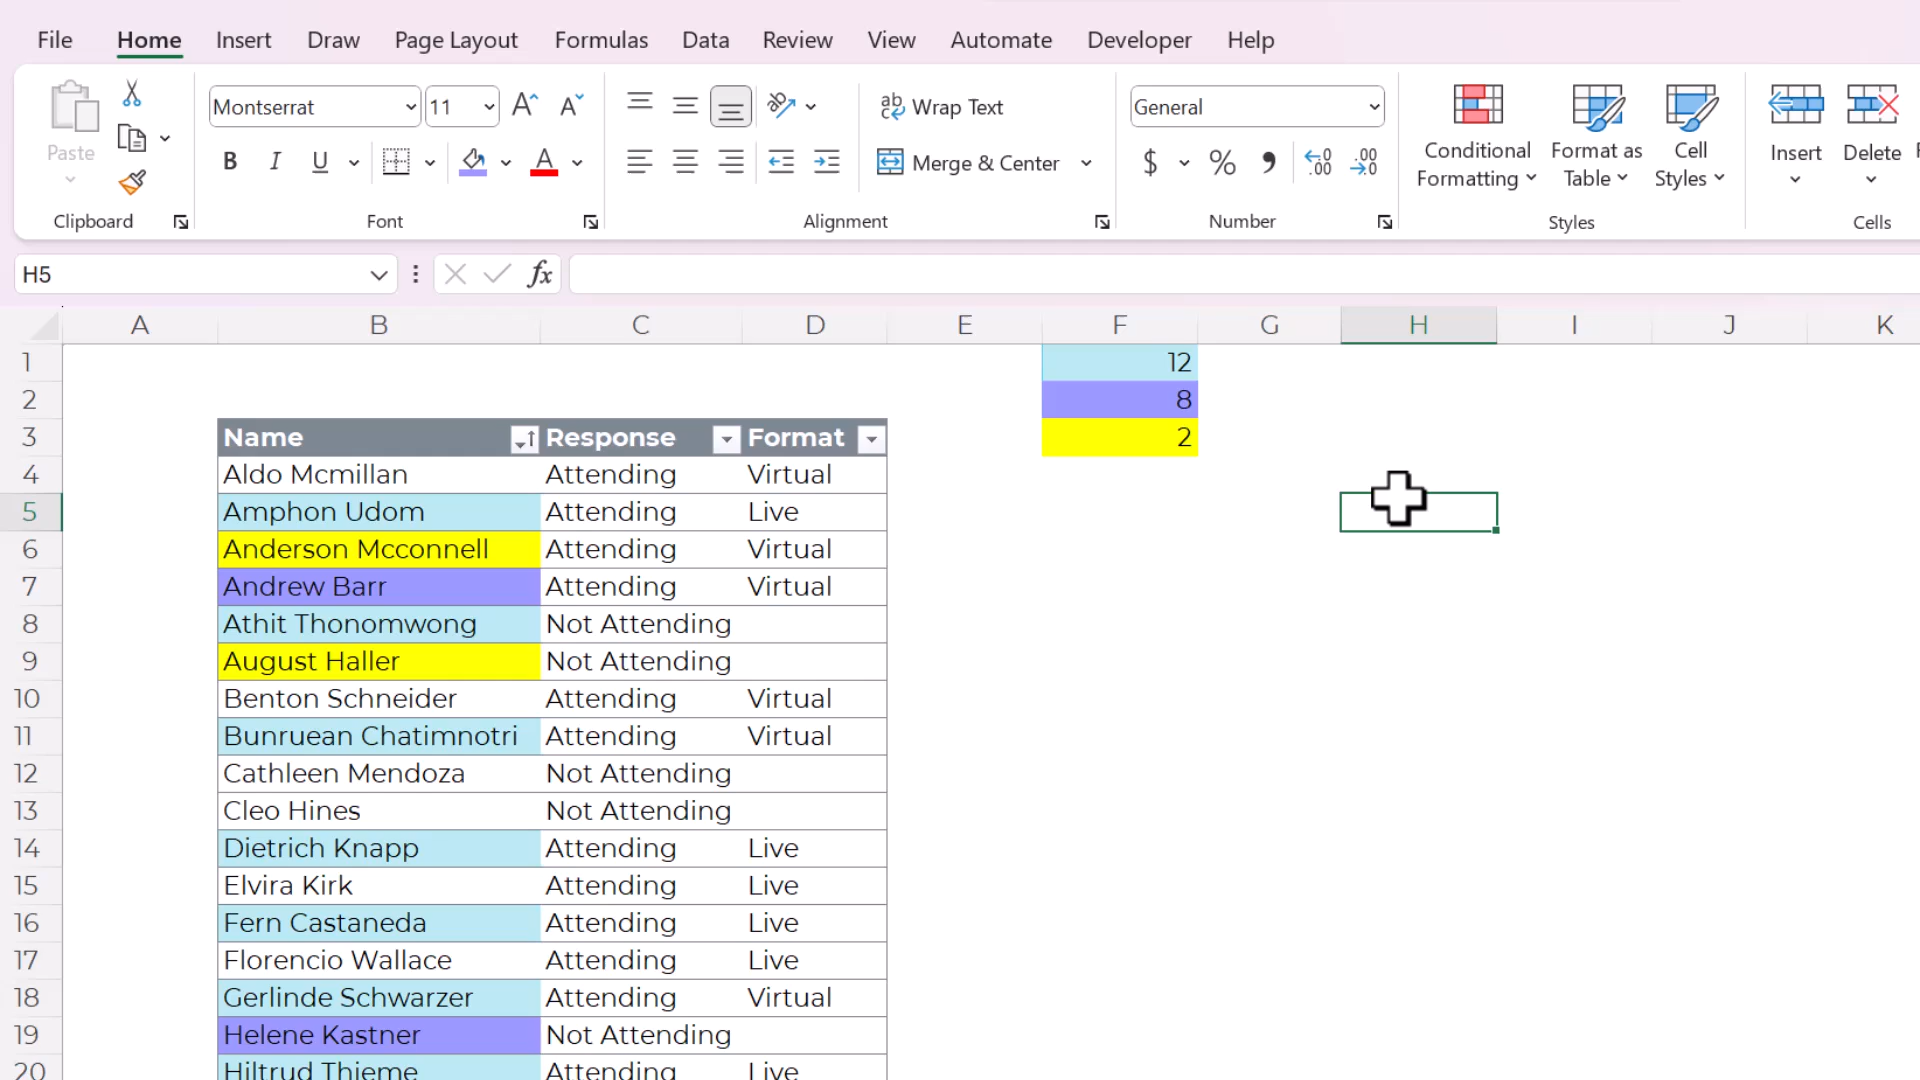 File Home Insert Draw Page Layout Formulas Data Review View Automate Developer Help
Montserrat 11 A A ab Wrap Text General
Paste B I U A Merge & Center $ % , .00 .00 Conditional Formatting Format as Table Cell Styles Insert Delete
Clipboard Font Alignment Number Styles Cells
H5 fx
A B C D E F G H I J K
1 12
2 8
3 Name Response Format 2
4 Aldo Mcmillan Attending Virtual
5 Amphon Udom Attending Live
6 Anderson Mcconnell Attending Virtual
7 Andrew Barr Attending Virtual
8 Athit Thonomwong Not Attending
9 August Haller Not Attending
10 Benton Schneider Attending Virtual
11 Bunruean Chatimnotri Attending Virtual
12 Cathleen Mendoza Not Attending
13 Cleo Hines Not Attending
14 Dietrich Knapp Attending Live
15 Elvira Kirk Attending Live
16 Fern Castaneda Attending Live
17 Florencio Wallace Attending Live
18 Gerlinde Schwarzer Attending Virtual
19 Helene Kastner Not Attending
20 Hiltrud Thieme Attending Live